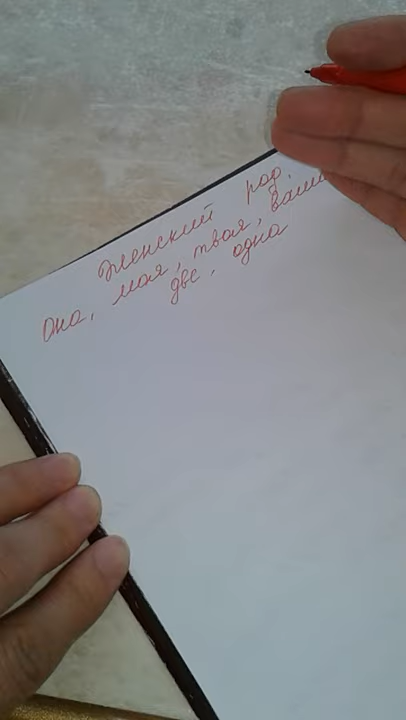 Женский род.
Она, моя, твоя,
две, одна